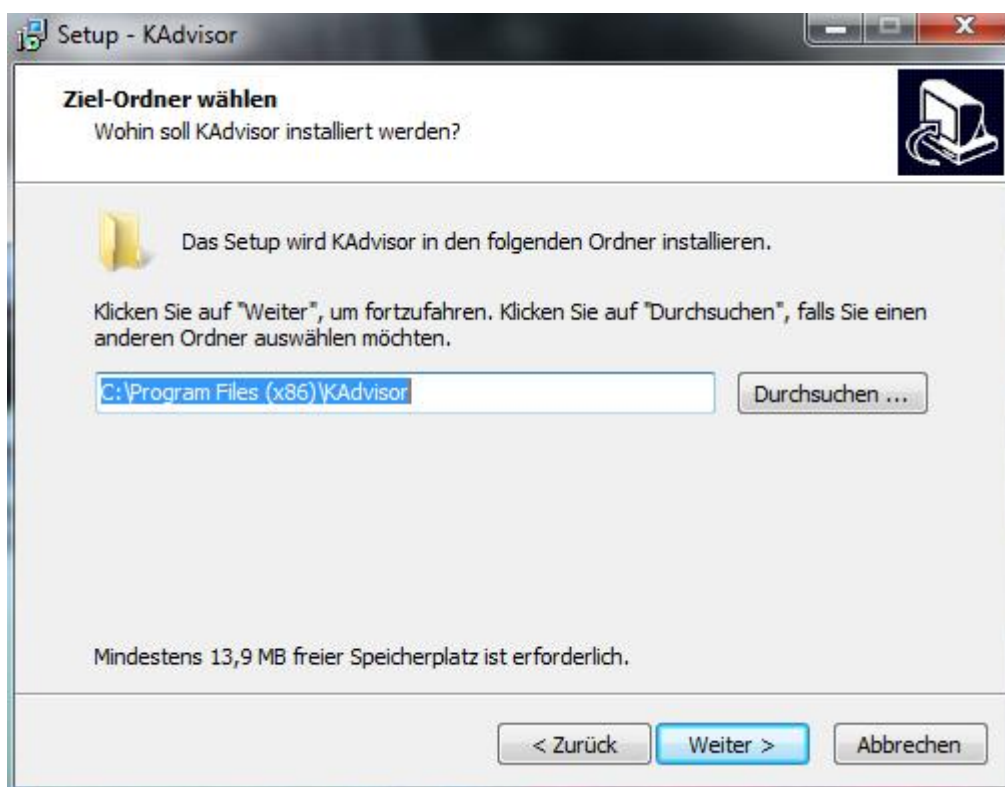 Setup - KAdvisor
Ziel-Ordner wählen
Wohin soll KAdvisor installiert werden?
Das Setup wird KAdvisor in den folgenden Ordner installieren.
Klicken Sie auf "Weiter", um fortzufahren. Klicken Sie auf "Durchsuchen", falls Sie einen
anderen Ordner auswählen möchten.
C:\Program Files (x86)\KAdvisor
Durchsuchen ...
Mindestens 13,9 MB freier Speicherplatz ist erforderlich.
< Zurück
Weiter >
Abbrechen